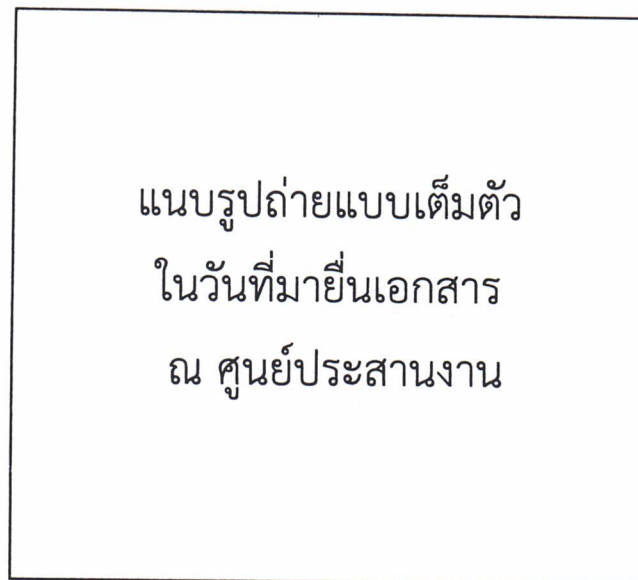 แนบรูปถ่ายแบบเต็มตัว
ในวันที่มายื่นเอกสาร
ณ ศูนย์ประสานงาน